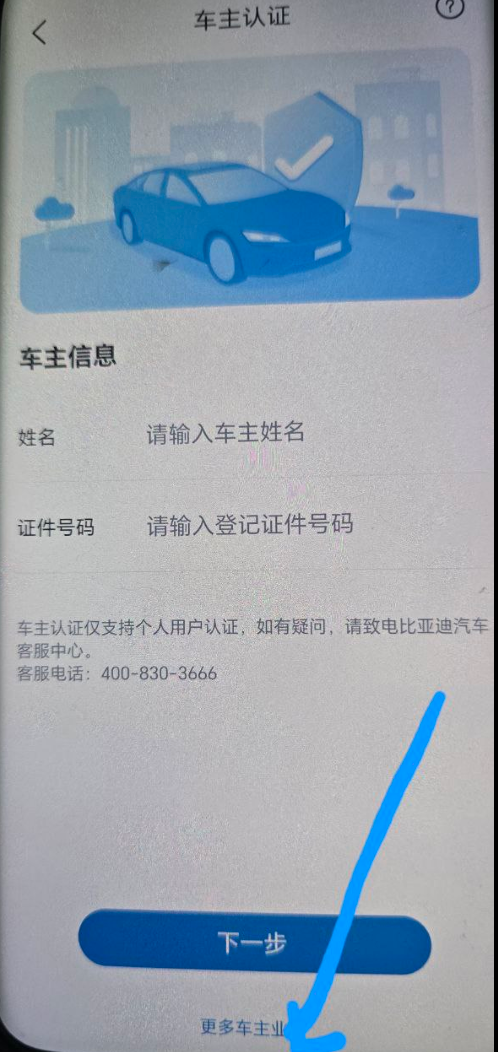 车主认证
?
车主信息
姓名 请输入车主姓名
证件号码 请输入登记证件号码
车主认证仅支持个人用户认证，如有疑问，请致电比亚迪汽车
客服中心。
客服电话：400-830-3666
下一步
更多车主业